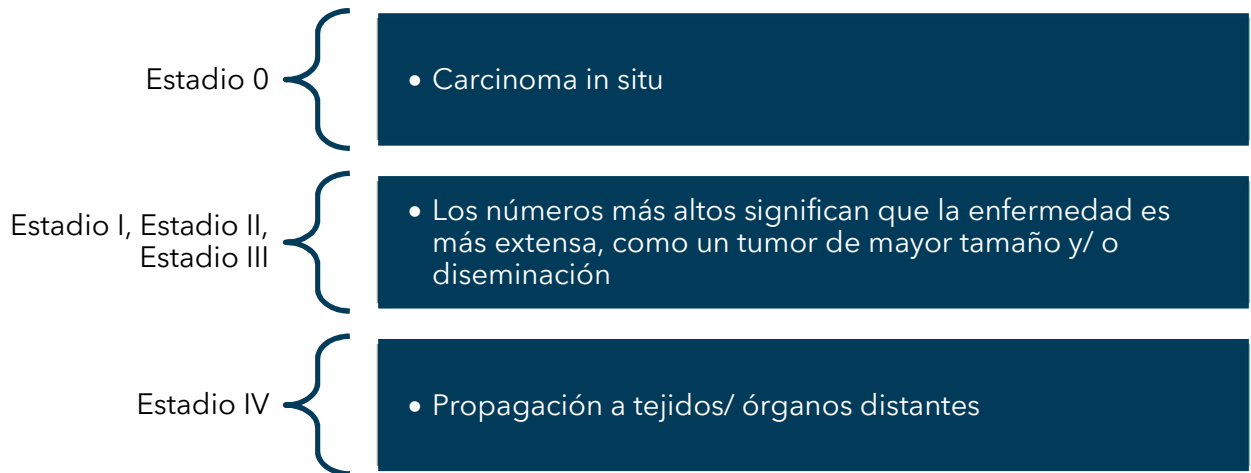 Estadio 0
• Carcinoma in situ
Estadio I, Estadio II,
Estadio III
• Los números más altos significan que la enfermedad es
más extensa, como un tumor de mayor tamaño y/ o
diseminación
Estadio IV
• Propagación a tejidos/ órganos distantes